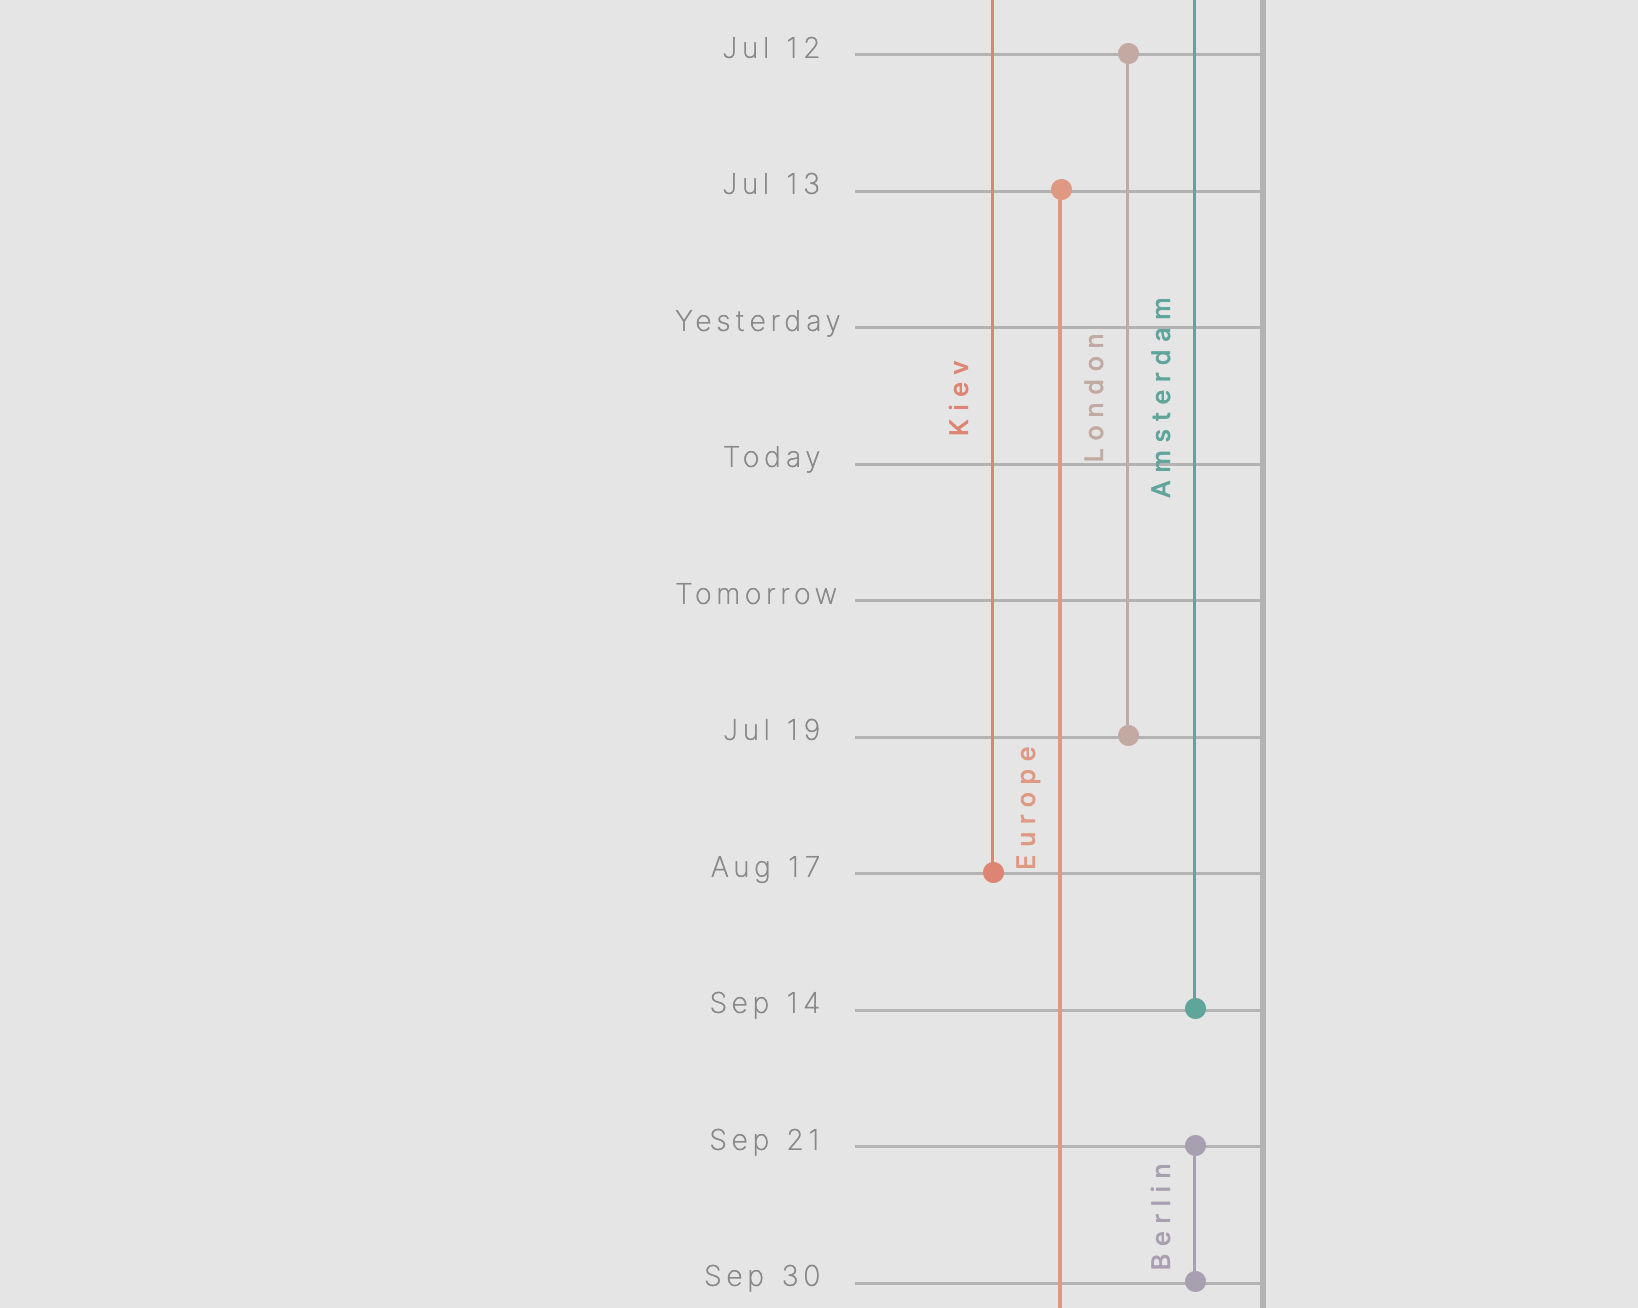 Jul 12
Jul 13
Yesterday
Today
Tomorrow
Jul 19
Aug 17
Sep 14
Sep 21
Sep 30
Kiev
Europe
London
Amsterdam
Berlin